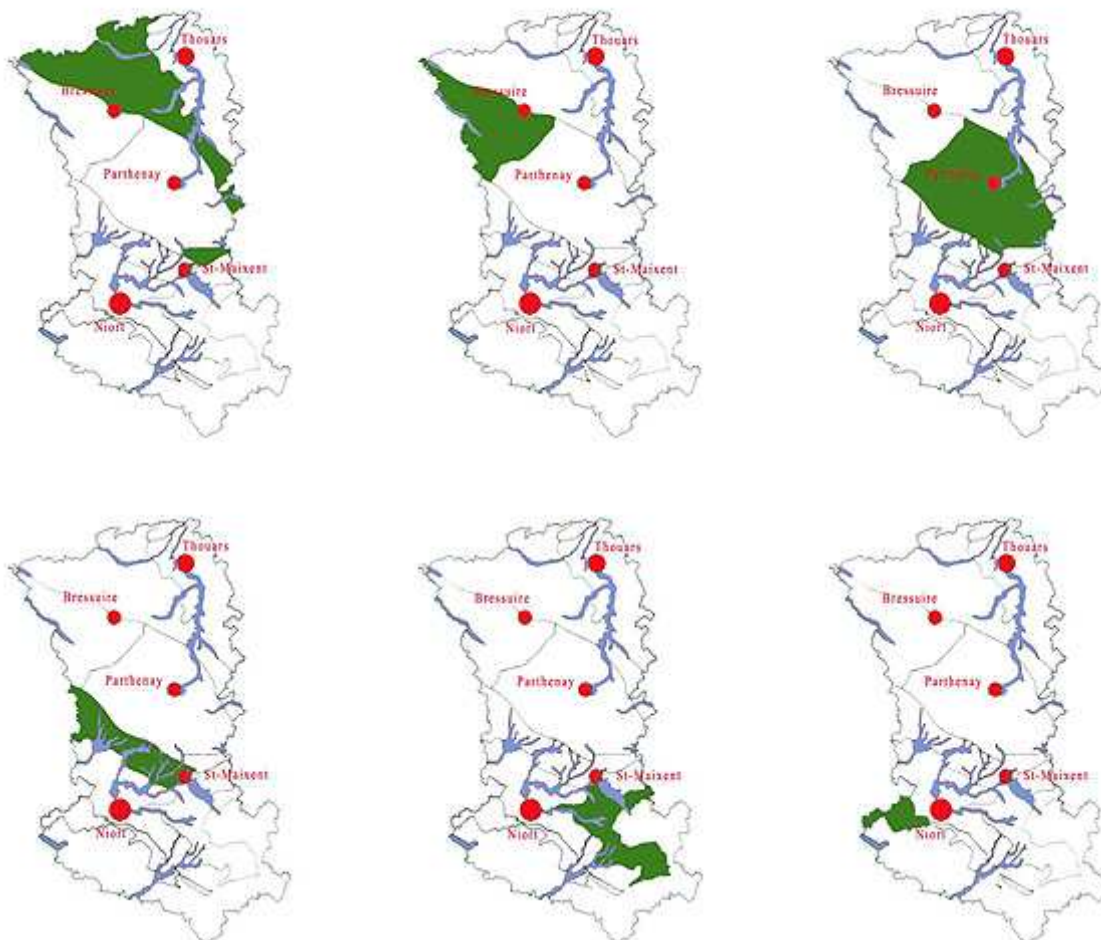 Thouars
Bressuire
Parthenay
St-Maixent
Niort
Thouars
Bressuire
Parthenay
St-Maixent
Niort
Thouars
Bressuire
Parthenay
St-Maixent
Niort
Thouars
Bressuire
Parthenay
St-Maixent
Niort
Thouars
Bressuire
Parthenay
St-Maixent
Niort
Thouars
Bressuire
Parthenay
St-Maixent
Niort